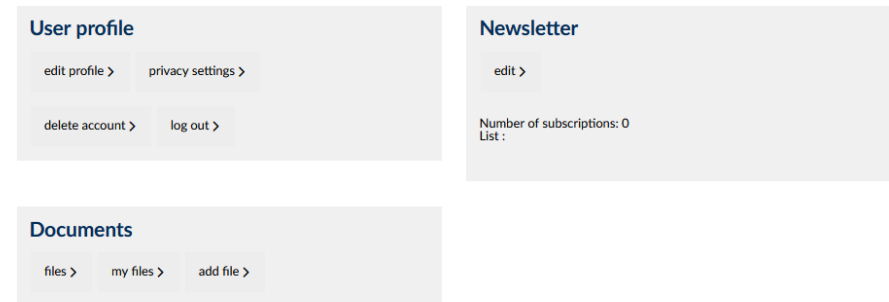 User profile
edit profile > privacy settings >
delete account > log out >
Newsletter
edit >
Number of subscriptions: 0
List :
Documents
files > my files > add file >